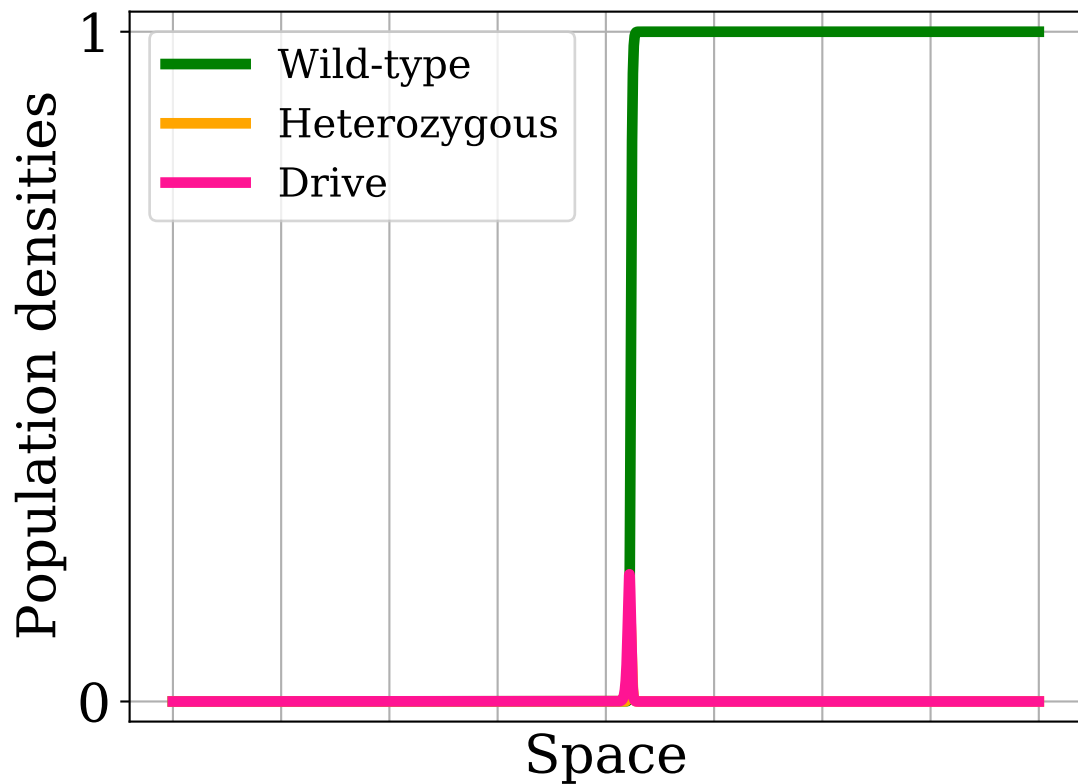 1
Wild-type
Heterozygous
Drive
Population densities
0
Space